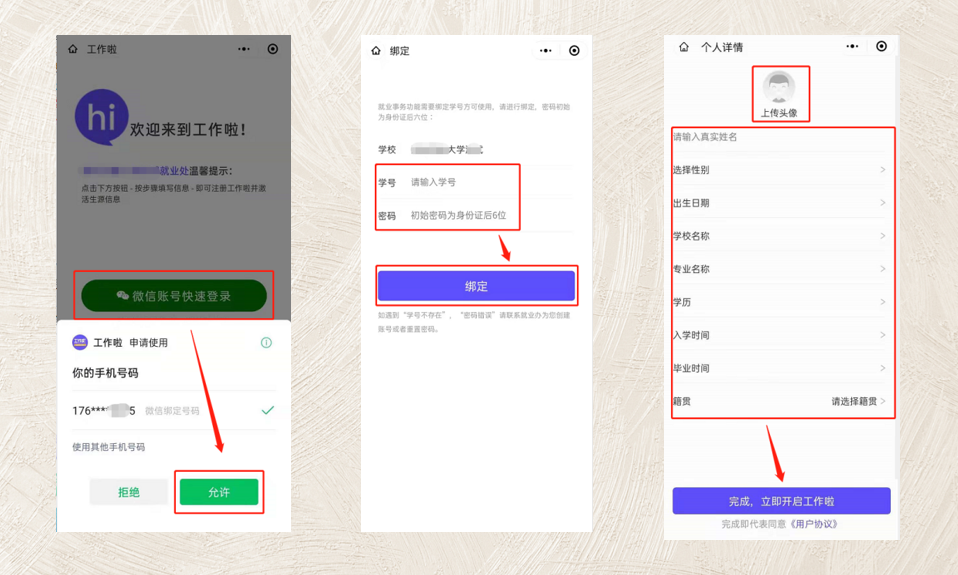 工作啦
hi
欢迎来到工作啦!
就业处温馨提示:
点击下方按钮-按步骤填写信息-即可注册工作啦并激
活生源信息
微信账号快速登录
工作啦 申请使用
你的手机号码
176*** 5 微信绑定号码
使用其他手机号码
拒绝 允许
绑定
就业事务功能需要绑定学号方可使用,请进行绑定,密码初始
为身份证后六位:
学校 大学
学号 请输入学号
密码 初始密码为身份证后6位
绑定
如遇到“学号不存在”,“密码错误”请联系就业办为您创建
账号或者重置密码。
个人详情
上传头像
请输入真实姓名
选择性别
出生日期
学校名称
专业名称
学历
入学时间
毕业时间
籍贯 请选择籍贯
完成,立即开启工作啦
完成即代表同意《用户协议》